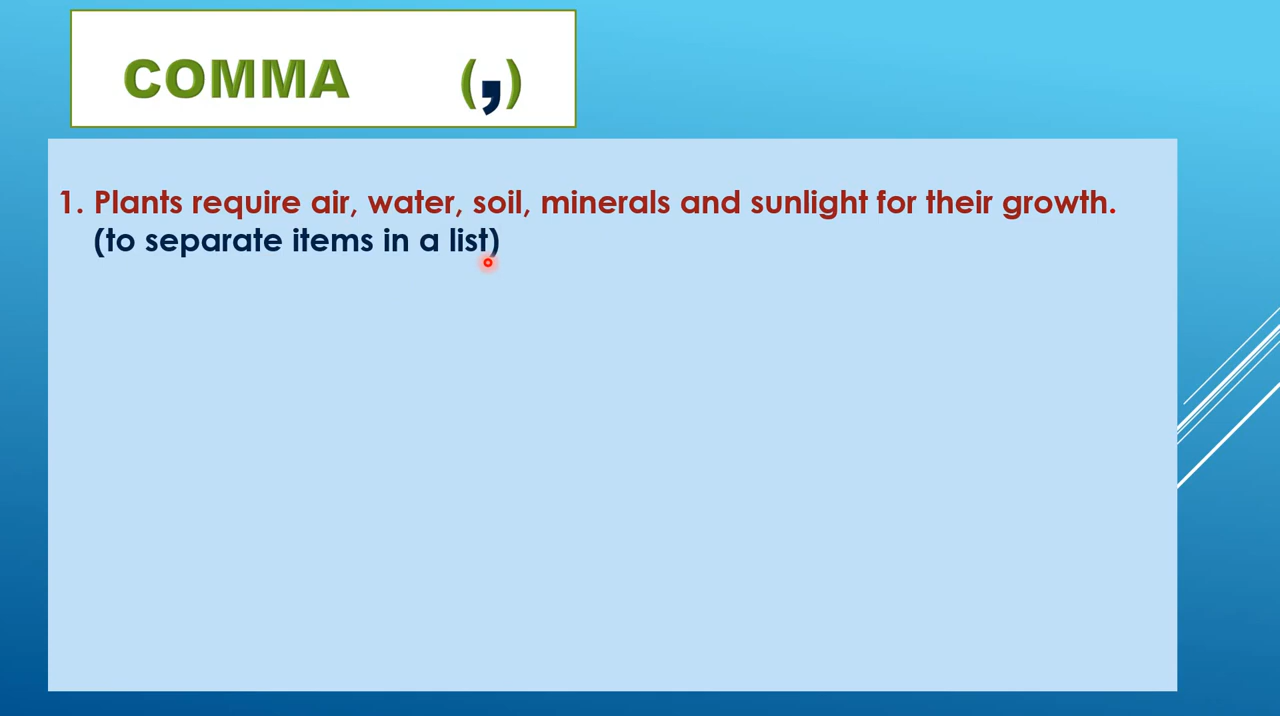 COMMA (,)
1. Plants require air, water, soil, minerals and sunlight for their growth.
(to separate items in a list)